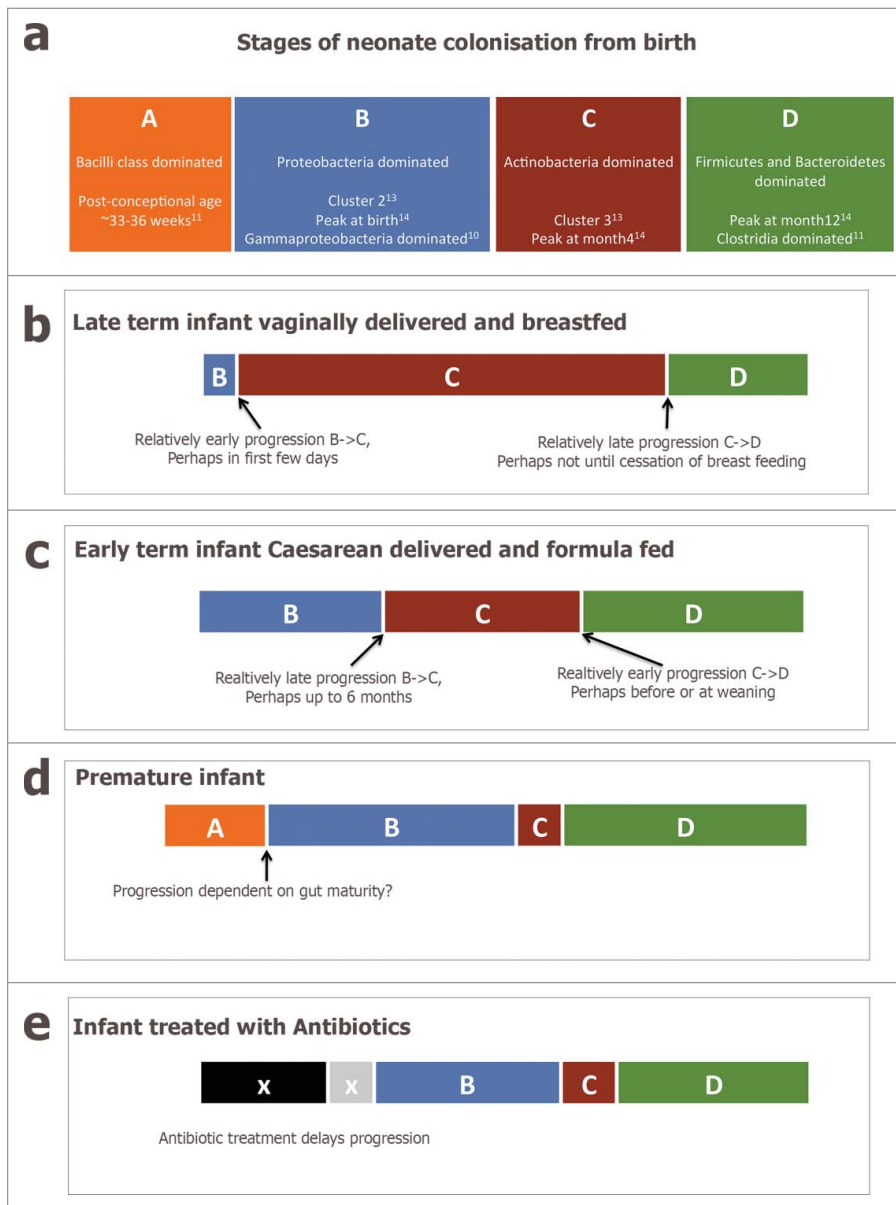 a
Stages of neonate colonisation from birth
A
Bacilli class dominated
Post-conceptional age
~33-36 weeks¹¹
B
Proteobacteria dominated
Cluster 2¹³
Peak at birth¹⁴
Gammaproteobacteria dominated¹⁰
C
Actinobacteria dominated
Cluster 3¹³
Peak at month4¹⁴
D
Firmicutes and Bacteroidetes
dominated
Peak at month12¹⁴
Clostridia dominated¹¹
b
Late term infant vaginally delivered and breastfed
B
C
D
Relatively early progression B->C,
Perhaps in first few days
Relatively late progression C->D
Perhaps not until cessation of breast feeding
c
Early term infant Caesarean delivered and formula fed
B
C
D
Realtively late progression B->C,
Perhaps up to 6 months
Realtively early progression C->D
Perhaps before or at weaning
d
Premature infant
A
B
C
D
Progression dependent on gut maturity?
e
Infant treated with Antibiotics
x
x
B
C
D
Antibiotic treatment delays progression